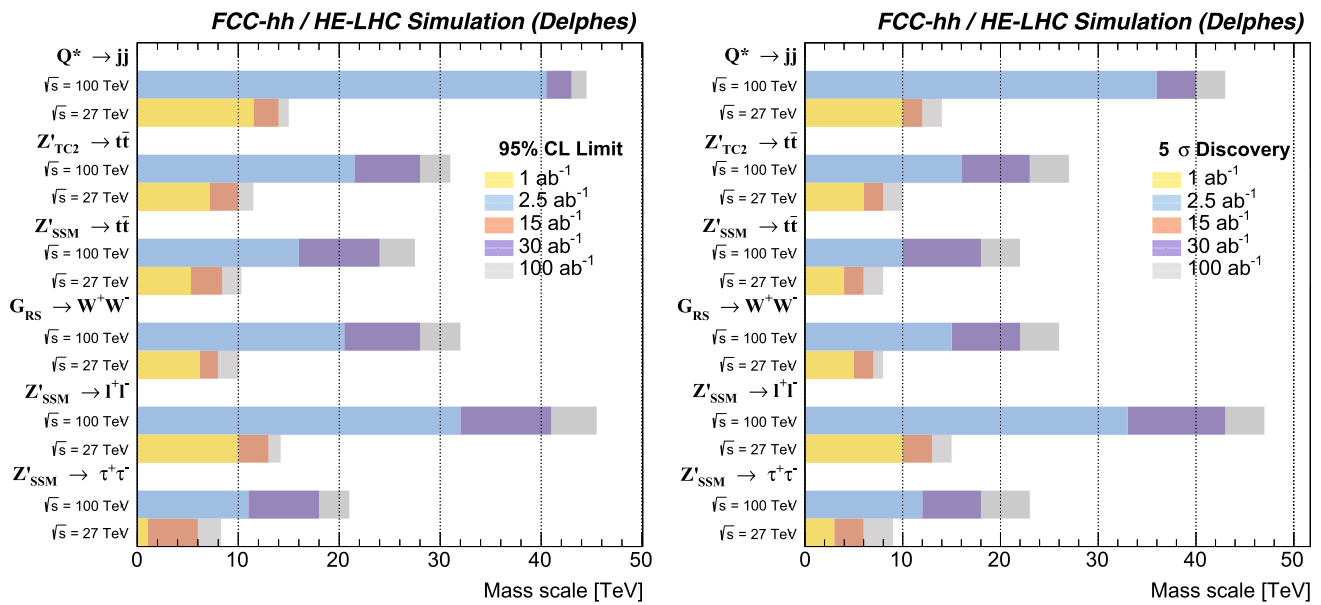 FCC-hh / HE-LHC Simulation (Delphes)
Q* → jj
√s = 100 TeV
√s = 27 TeV
Z'TC2 → tt̄
√s = 100 TeV
√s = 27 TeV
Z'SSM → tt̄
√s = 100 TeV
√s = 27 TeV
GRS → W⁺W⁻
√s = 100 TeV
√s = 27 TeV
Z'SSM → l⁺l⁻
√s = 100 TeV
√s = 27 TeV
Z'SSM → τ⁺τ⁻
√s = 100 TeV
√s = 27 TeV
95% CL Limit
1 ab⁻¹
2.5 ab⁻¹
15 ab⁻¹
30 ab⁻¹
100 ab⁻¹
0 10 20 30 40 50
Mass scale [TeV]
FCC-hh / HE-LHC Simulation (Delphes)
Q* → jj
√s = 100 TeV
√s = 27 TeV
Z'TC2 → tt̄
√s = 100 TeV
√s = 27 TeV
Z'SSM → tt̄
√s = 100 TeV
√s = 27 TeV
GRS → W⁺W⁻
√s = 100 TeV
√s = 27 TeV
Z'SSM → l⁺l⁻
√s = 100 TeV
√s = 27 TeV
Z'SSM → τ⁺τ⁻
√s = 100 TeV
√s = 27 TeV
5 σ Discovery
1 ab⁻¹
2.5 ab⁻¹
15 ab⁻¹
30 ab⁻¹
100 ab⁻¹
0 10 20 30 40 50
Mass scale [TeV]